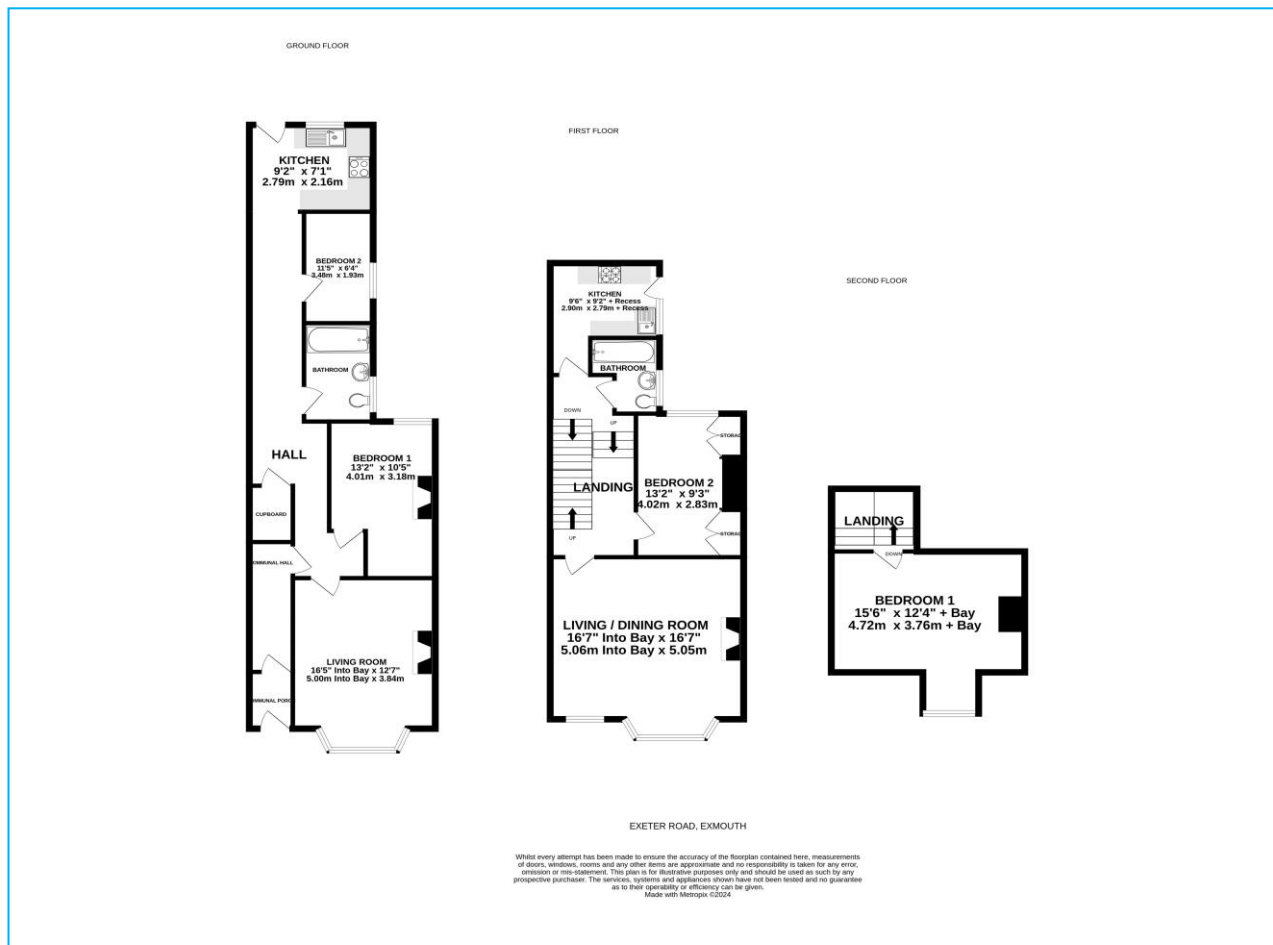 GROUND FLOOR
KITCHEN
9'2" x 7'1"
2.79m x 2.16m
BEDROOM 2
11'5" x 6'4"
3.48m x 1.93m
BATHROOM
HALL
BEDROOM 1
13'2" x 10'5"
4.01m x 3.18m
CUPBOARD
OMMUNAL HALL
LIVING ROOM
16'5" Into Bay x 12'7"
5.00m Into Bay x 3.84m
MMUNAL PORC
FIRST FLOOR
KITCHEN
9'6" x 9'2" + Recess
2.90m x 2.79m + Recess
BATHROOM
DOWN
UP
STORAG
BEDROOM 2
13'2" x 9'3"
4.02m x 2.83m
LANDING
STORAG
UP
LIVING / DINING ROOM
16'7" Into Bay x 16'7"
5.06m Into Bay x 5.05m
SECOND FLOOR
LANDING
DOWN
BEDROOM 1
15'6" x 12'4" + Bay
4.72m x 3.76m + Bay
EXETER ROAD, EXMOUTH
Whilst every attempt has been made to ensure the accuracy of the floorplan contained here, measurements
of doors, windows, rooms and any other items are approximate and no responsibility is taken for any error,
omission or mis-statement. This plan is for illustrative purposes only and should be used as such by any
prospective purchaser. The services, systems and appliances shown have not been tested and no guarantee
as to their operability or efficiency can be given.
Made with Metropix ©2024